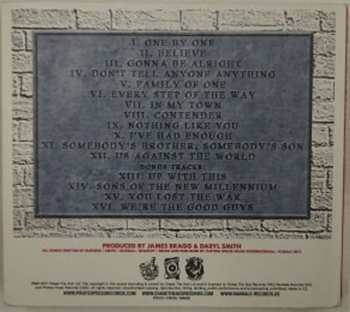 I. ONE BY ONE
II. BELIEVE
III. GONNA BE ALRIGHT
IV. DON'T TELL ANYONE ANYTHING
V. FAMILY OF ONE
VI. EVERY STEP OF THE WAY
VII. IN MY TOWN
VIII. CONTENDER
IX. NOTHING LIKE YOU
X. I'VE HAD ENOUGH
XI. SOMEBODY'S BROTHER, SOMEBODY'S SON
XII. US AGAINST THE WORLD
BONUS TRACKS:
XIII. UP WITH THIS
XIV. SONS OF THE NEW MILLENNIUM
XV. YOU LOST THE WAR
XVI. WE'RE THE GOOD GUYS
PRODUCED BY JAMES BRAGG & DARYL SMITH